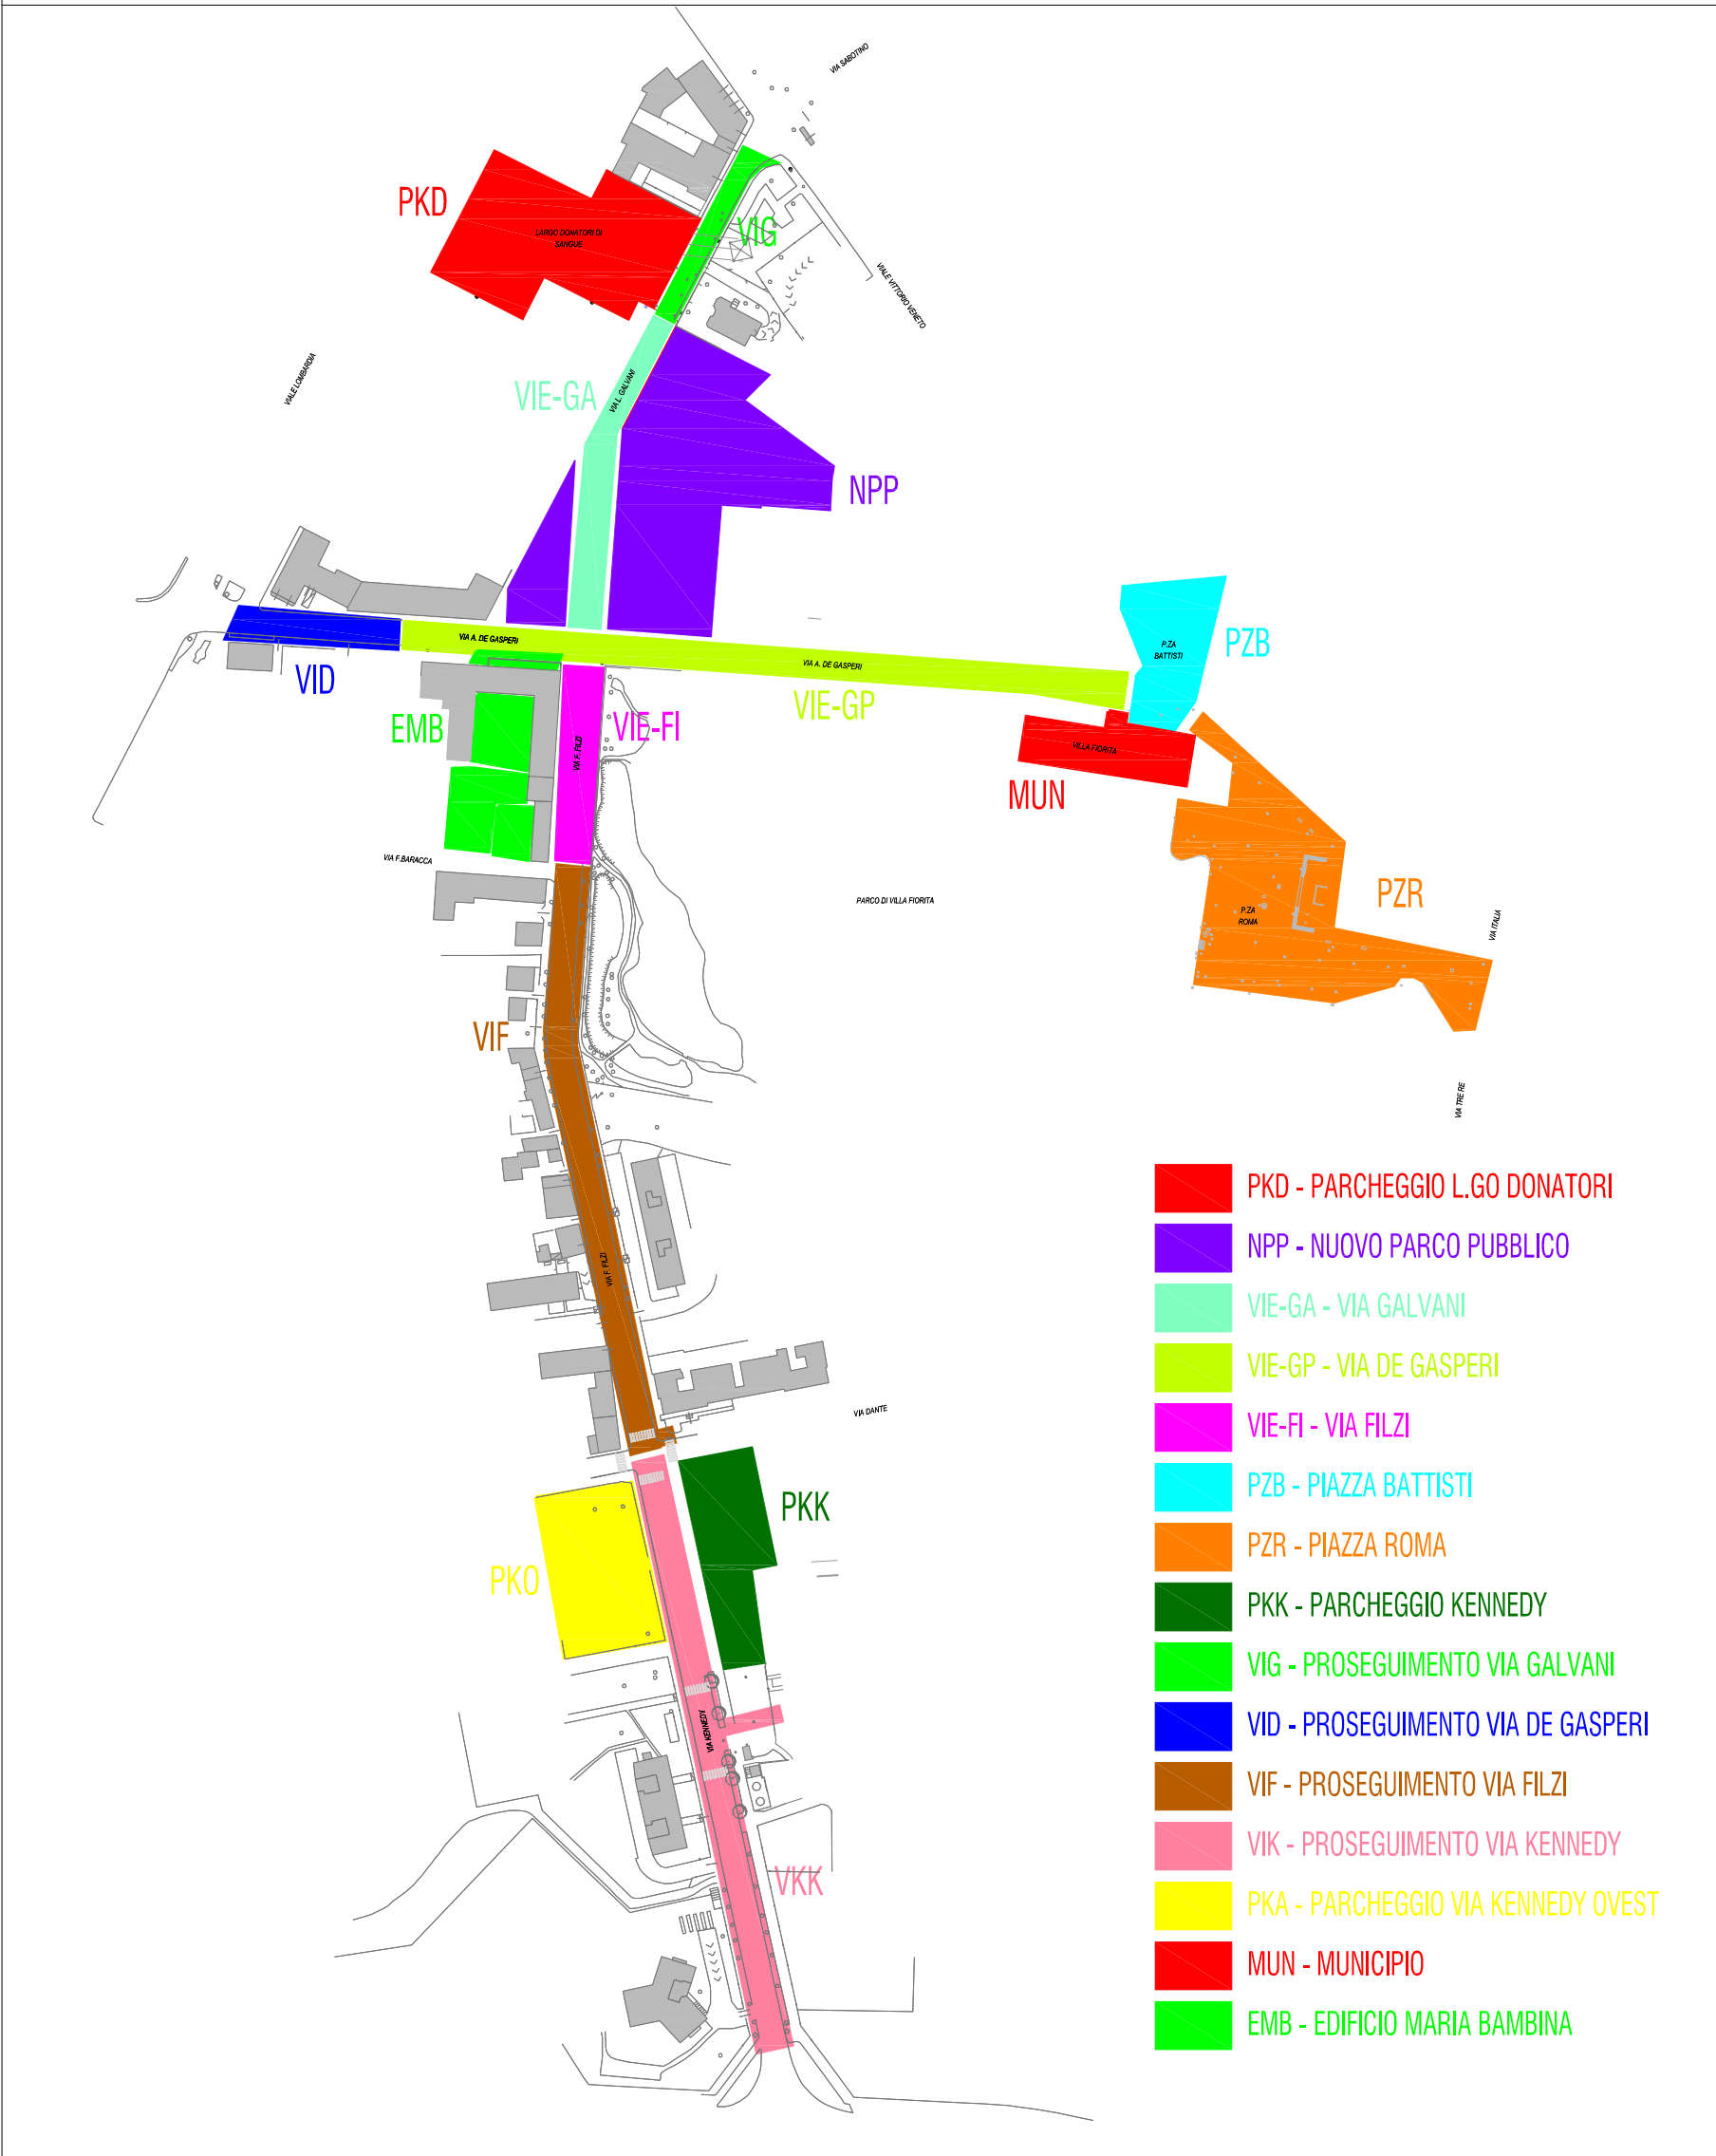 VIA SABOTINO
PKD
LARGO DONATORI DI
SANGUE
VIG
VIALE VITTORIO VENETO
VIALE LOMBARDIA
VIE-GA
VIA L. GALVANI
NPP
VIA A. DE GASPERI
VIA A. DE GASPERI
P.ZA
BATTISTI
PZB
VID
VIE-GP
EMB
VIE-FI
VIA F. FILZI
VILLA FIORITA
MUN
VIA F.BARACCA
PARCO DI VILLA FIORITA
P.ZA
ROMA
PZR
VIA ITALIA
VIF
VIA TRE RE
VIA F. FILZI
VIA DANTE
PKK
PKO
VIA KENNEDY
VKK
PKD - PARCHEGGIO L.GO DONATORI
NPP - NUOVO PARCO PUBBLICO
VIE-GA - VIA GALVANI
VIE-GP - VIA DE GASPERI
VIE-FI - VIA FILZI
PZB - PIAZZA BATTISTI
PZR - PIAZZA ROMA
PKK - PARCHEGGIO KENNEDY
VIG - PROSEGUIMENTO VIA GALVANI
VID - PROSEGUIMENTO VIA DE GASPERI
VIF - PROSEGUIMENTO VIA FILZI
VIK - PROSEGUIMENTO VIA KENNEDY
PKA - PARCHEGGIO VIA KENNEDY OVEST
MUN - MUNICIPIO
EMB - EDIFICIO MARIA BAMBINA